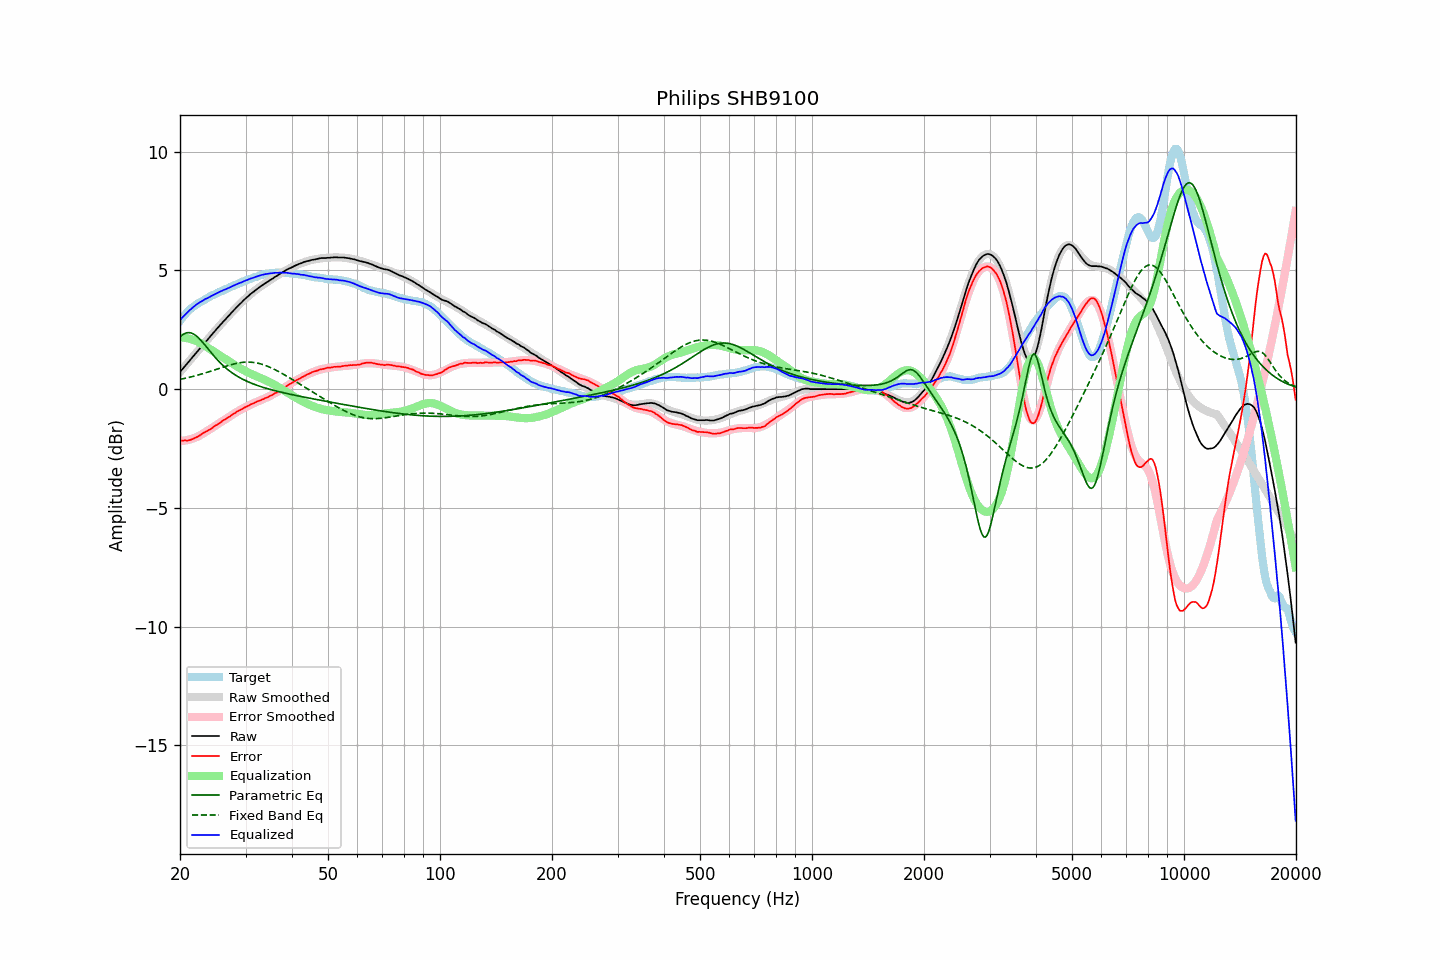 Philips SHB9100
Amplitude (dBr)
10
5
0
−5
−10
−15
Target
Raw Smoothed
Error Smoothed
Raw
Error
Equalization
Parametric Eq
Fixed Band Eq
Equalized
20 50 100 200 500 1000 2000 5000 10000 20000
Frequency (Hz)